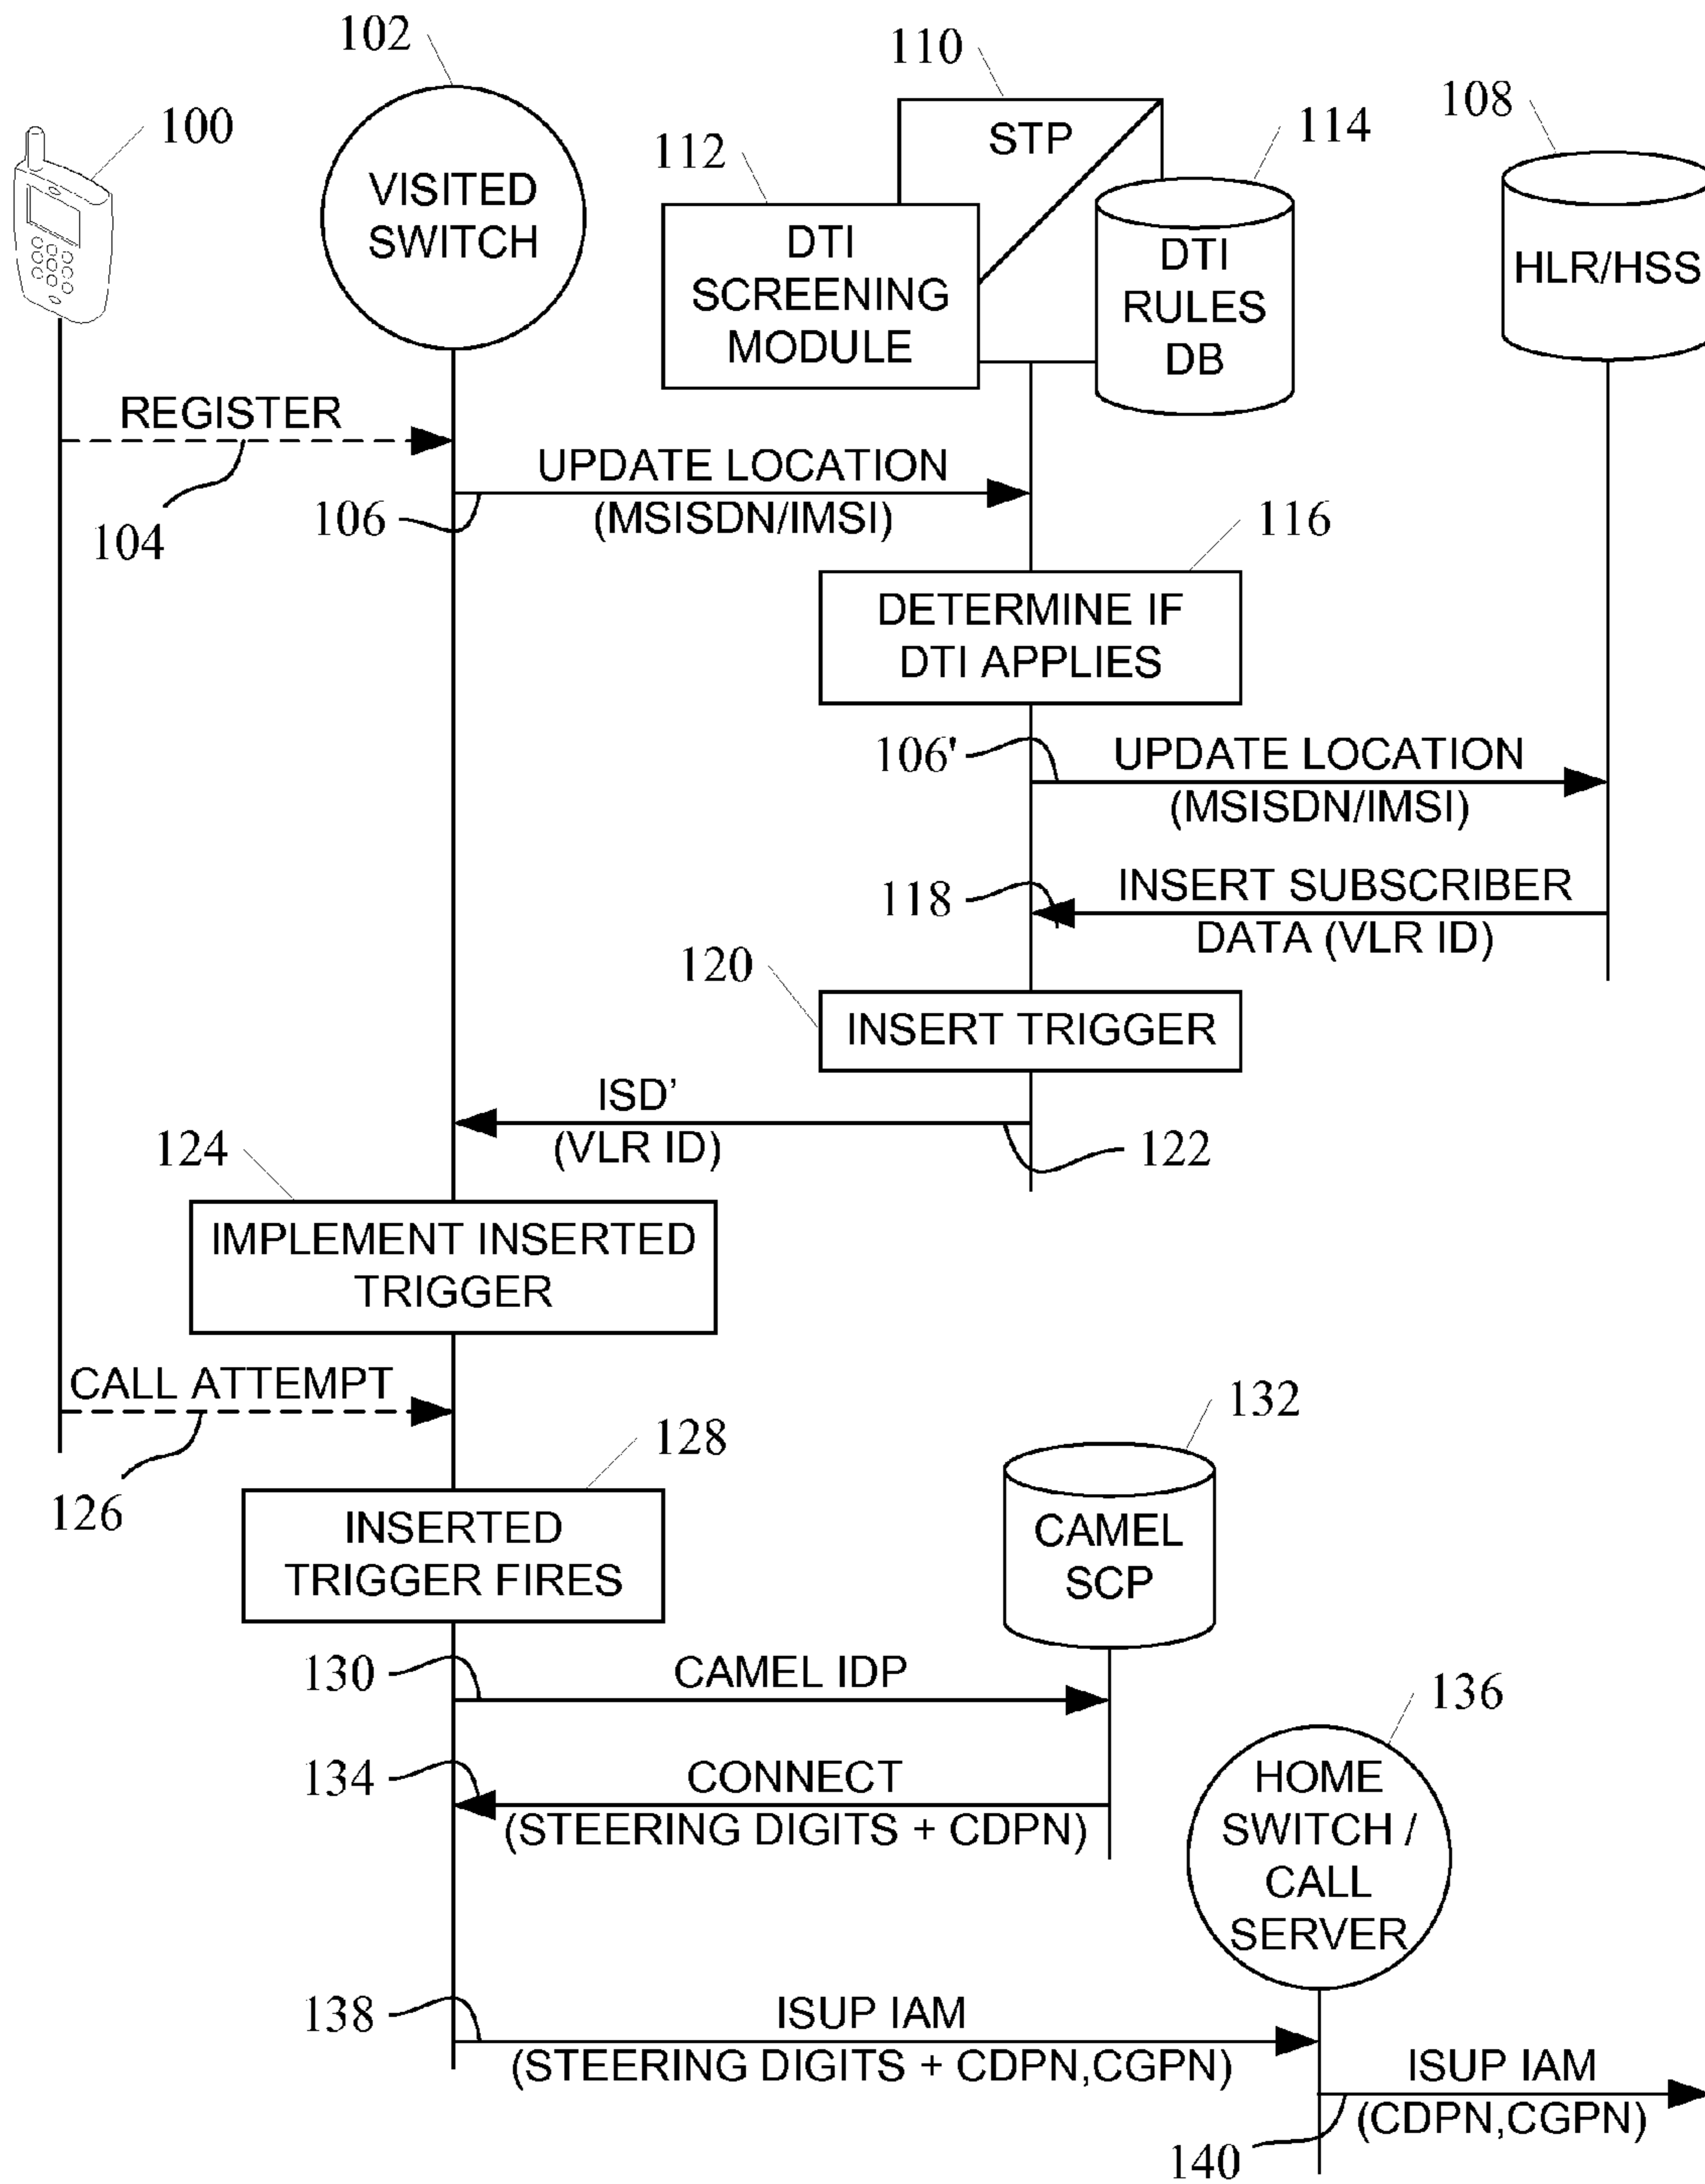 102
110
108
100
114
112
STP
VISITED
SWITCH
DTI
SCREENING
MODULE
DTI
RULES
DB
HLR/HSS
REGISTER
UPDATE LOCATION
106
(MSISDN/IMSI)
104
116
DETERMINE IF
DTI APPLIES
106'
UPDATE LOCATION
(MSISDN/IMSI)
118
INSERT SUBSCRIBER
DATA (VLR ID)
120
INSERT TRIGGER
ISD’
(VLR ID)
122
124
IMPLEMENT INSERTED
TRIGGER
CALL ATTEMPT
132
126
128
INSERTED
TRIGGER FIRES
CAMEL
SCP
130
CAMEL IDP
136
134
CONNECT
(STEERING DIGITS + CDPN)
HOME
SWITCH /
CALL
SERVER
138
ISUP IAM
(STEERING DIGITS + CDPN,CGPN)
ISUP IAM
(CDPN,CGPN)
140